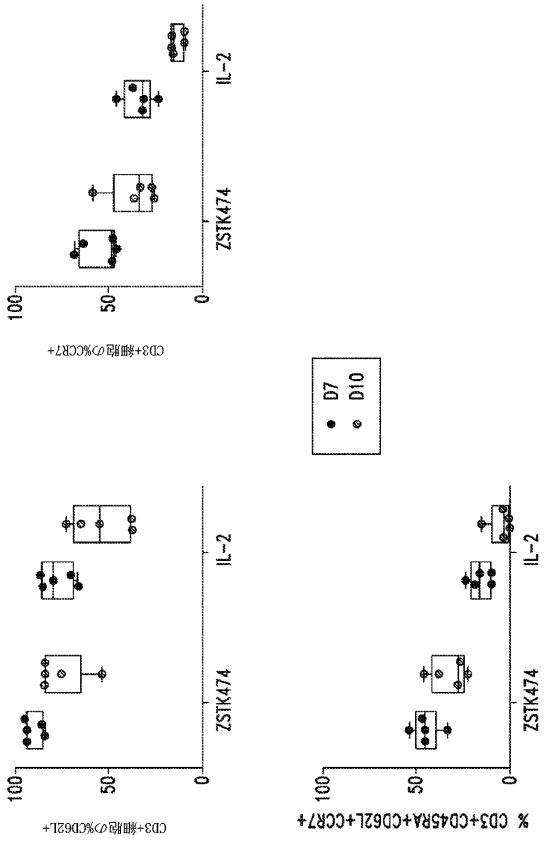 CD3+細胞の%CD62L+
100
50
0
ZSTK474
IL-2
CD3+細胞の%CCR7+
100
50
0
ZSTK474
IL-2
% CD3+CD45RA+CD62L+CCR7+
100
50
0
ZSTK474
IL-2
D7
D10